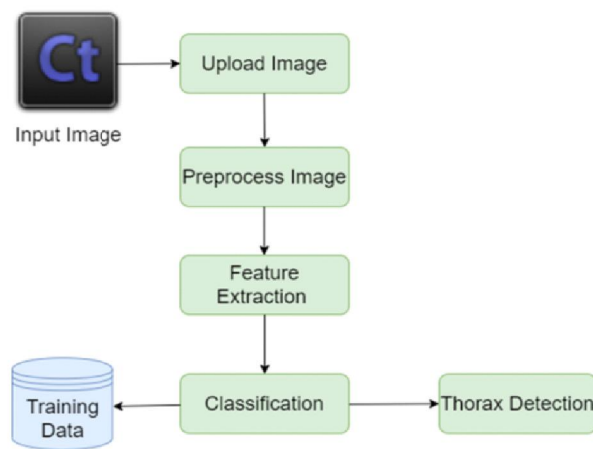 Ct
Input Image
Upload Image
Preprocess Image
Feature
Extraction
Training
Data
Classification
Thorax Detection